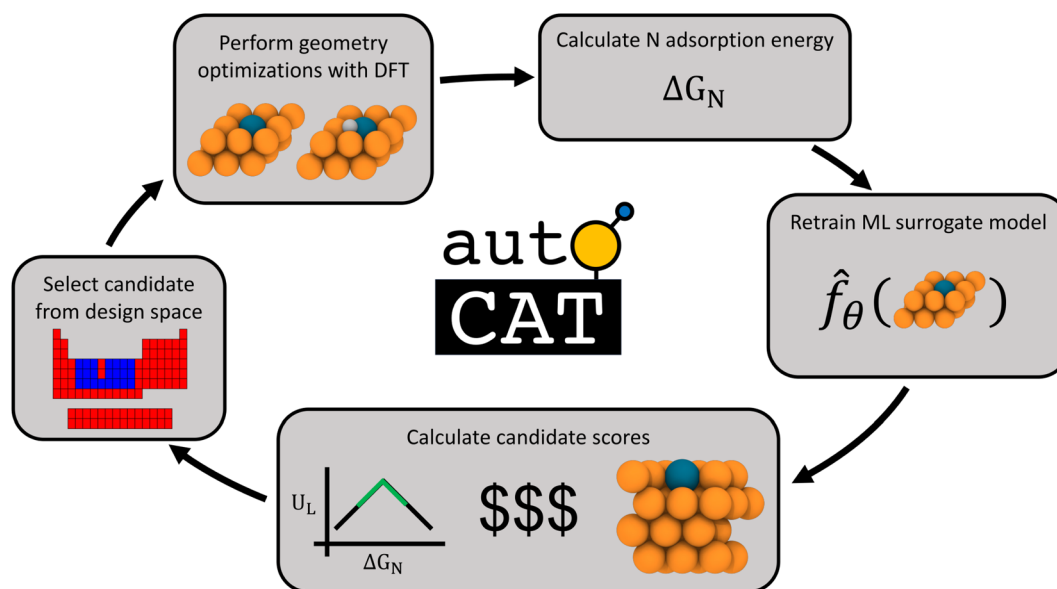 Perform geometry
optimizations with DFT
Calculate N adsorption energy
ΔG_N
Retrain ML surrogate model
f̂_θ( )
Calculate candidate scores
U_L
ΔG_N
$$$
Select candidate
from design space
auto
CAT